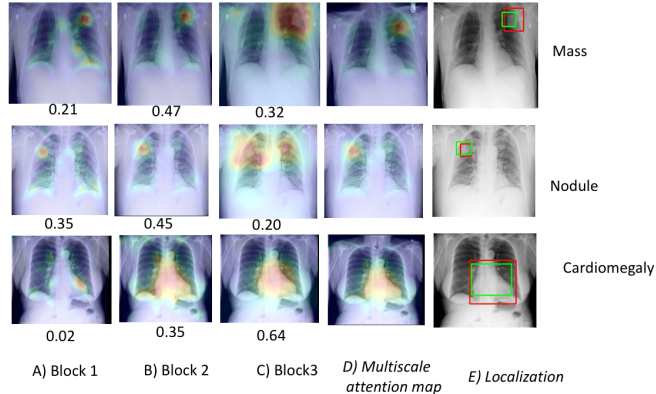 Mass
0.21 0.47 0.32
Nodule
0.35 0.45 0.20
Cardiomegaly
0.02 0.35 0.64
A) Block 1 B) Block 2 C) Block3 D) Multiscale attention map E) Localization